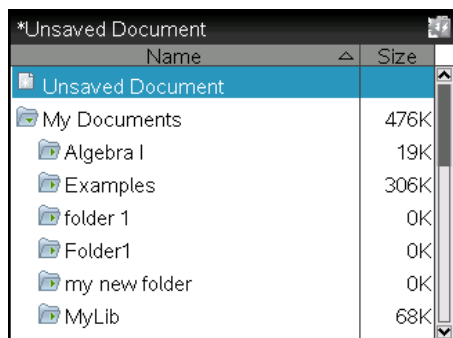 *Unsaved Document
Name Size
Unsaved Document
My Documents 476K
Algebra I 19K
Examples 306K
folder 1 0K
Folder1 0K
my new folder 0K
MyLib 68K